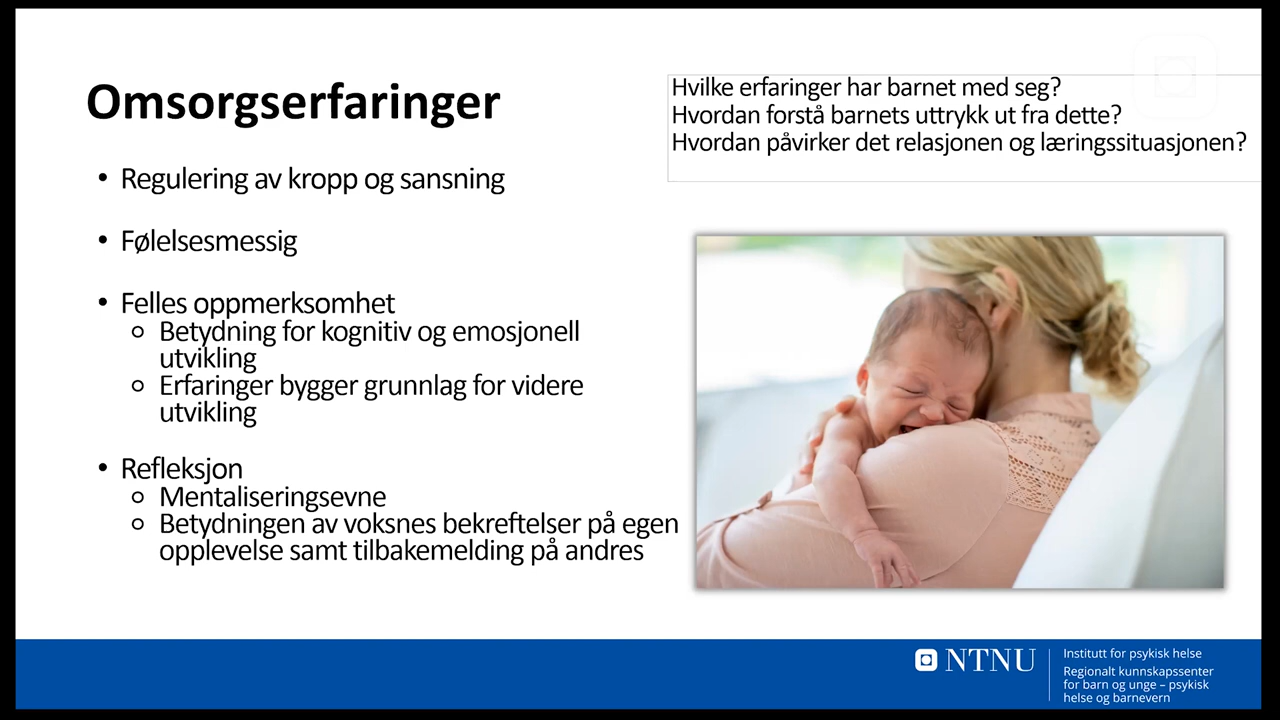 Omsorgserfaringer
Hvilke erfaringer har barnet med seg?
Hvordan forstå barnets uttrykk ut fra dette?
Hvordan påvirker det relasjonen og læringssituasjonen?
• Regulering av kropp og sansning
• Følelsesmessig
• Felles oppmerksomhet
o Betydning for kognitiv og emosjonell
utvikling
o Erfaringer bygger grunnlag for videre
utvikling
• Refleksjon
o Mentaliseringsevne
o Betydningen av voksnes bekreftelser på egen
opplevelse samt tilbakemelding på andres
NTNU
Institutt for psykisk helse
Regionalt kunnskapssenter
for barn og unge – psykisk
helse og barnevern